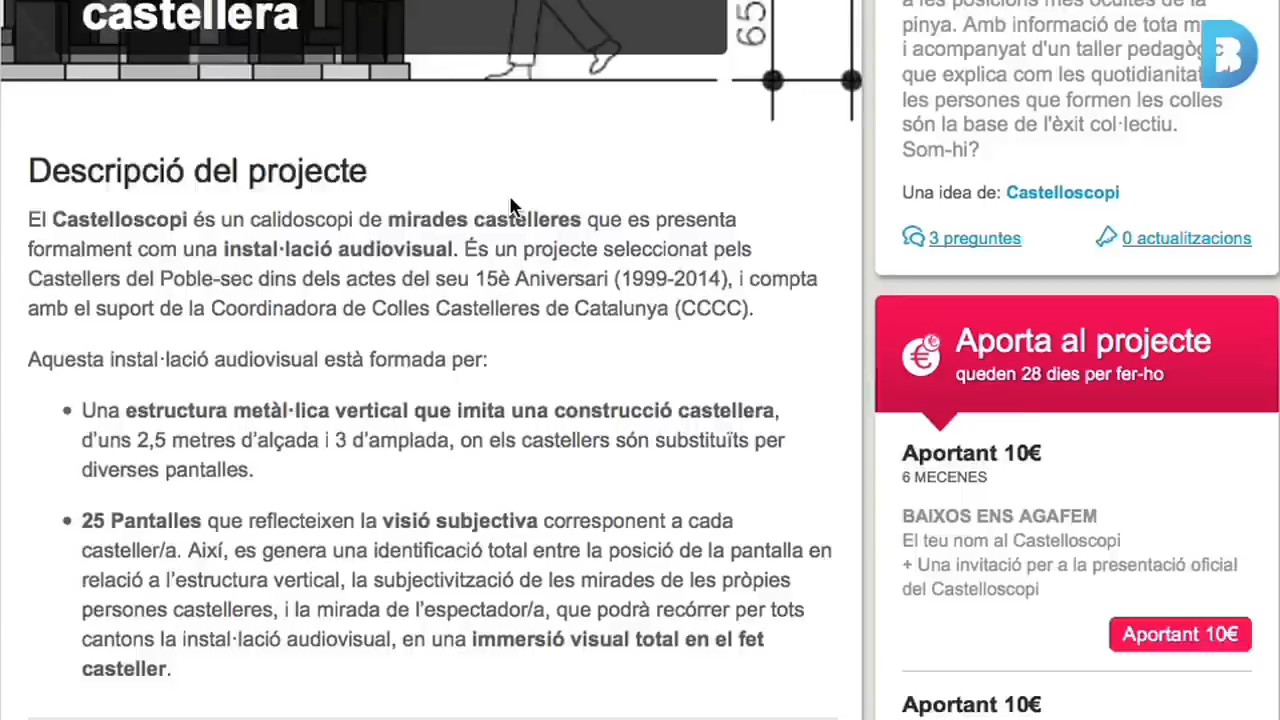 castellera
65
Descripció del projecte
El Castelloscopi és un calidoscopi de mirades castelleres que es presenta
formalment com una instal·lació audiovisual. És un projecte seleccionat pels
Castellers del Poble-sec dins dels actes del seu 15è Aniversari (1999-2014), i compta
amb el suport de la Coordinadora de Colles Castelleres de Catalunya (CCCC).
Aquesta instal·lació audiovisual està formada per:
• Una estructura metàl·lica vertical que imita una construcció castellera,
d’uns 2,5 metres d’alçada i 3 d’amplada, on els castellers són substituïts per
diverses pantalles.
• 25 Pantalles que reflecteixen la visió subjectiva corresponent a cada
casteller/a. Així, es genera una identificació total entre la posició de la pantalla en
relació a l’estructura vertical, la subjectivització de les mirades de les pròpies
persones castelleres, i la mirada de l’espectador/a, que podrà recórrer per tots
cantons la instal·lació audiovisual, en una immersió visual total en el fet
casteller.
a les posicions més ocultes de la
pinya. Amb informació de tota
i acompanyat d'un taller
que explica com les
les persones que formen les colles
són la base de l'èxit col·lectiu.
Som-hi?
Una idea de: Castelloscopi
3 preguntes
0 actualitzacions
Aporta al projecte
queden 28 dies per fer-ho
Aportant 10€
6 MECENES
BAIXOS ENS AGAFEM
El teu nom al Castelloscopi
+ Una invitació per a la presentació oficial
del Castelloscopi
Aportant 10€
Aportant 10€
B